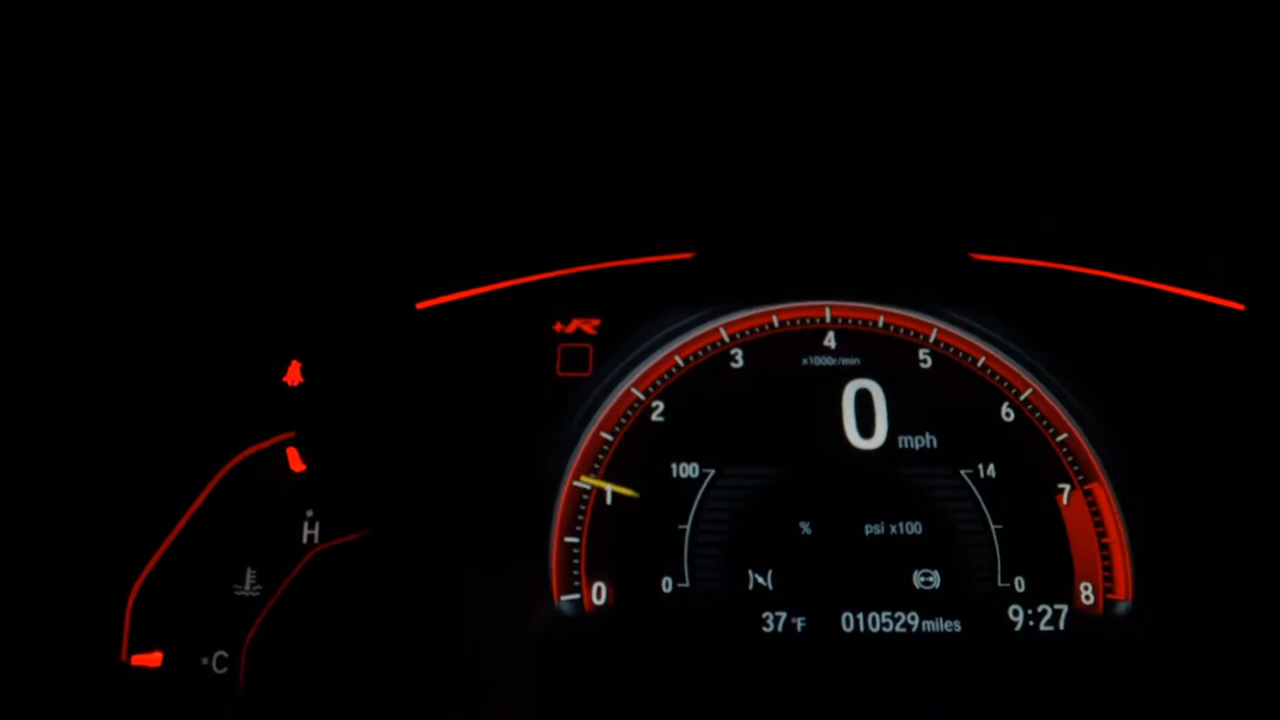 +R
4
3 5
x1000r/min
2 0 6
mph
100 14
1 7
H % psi x100
0 0
0 8
37°F 010529 miles 9:27
C